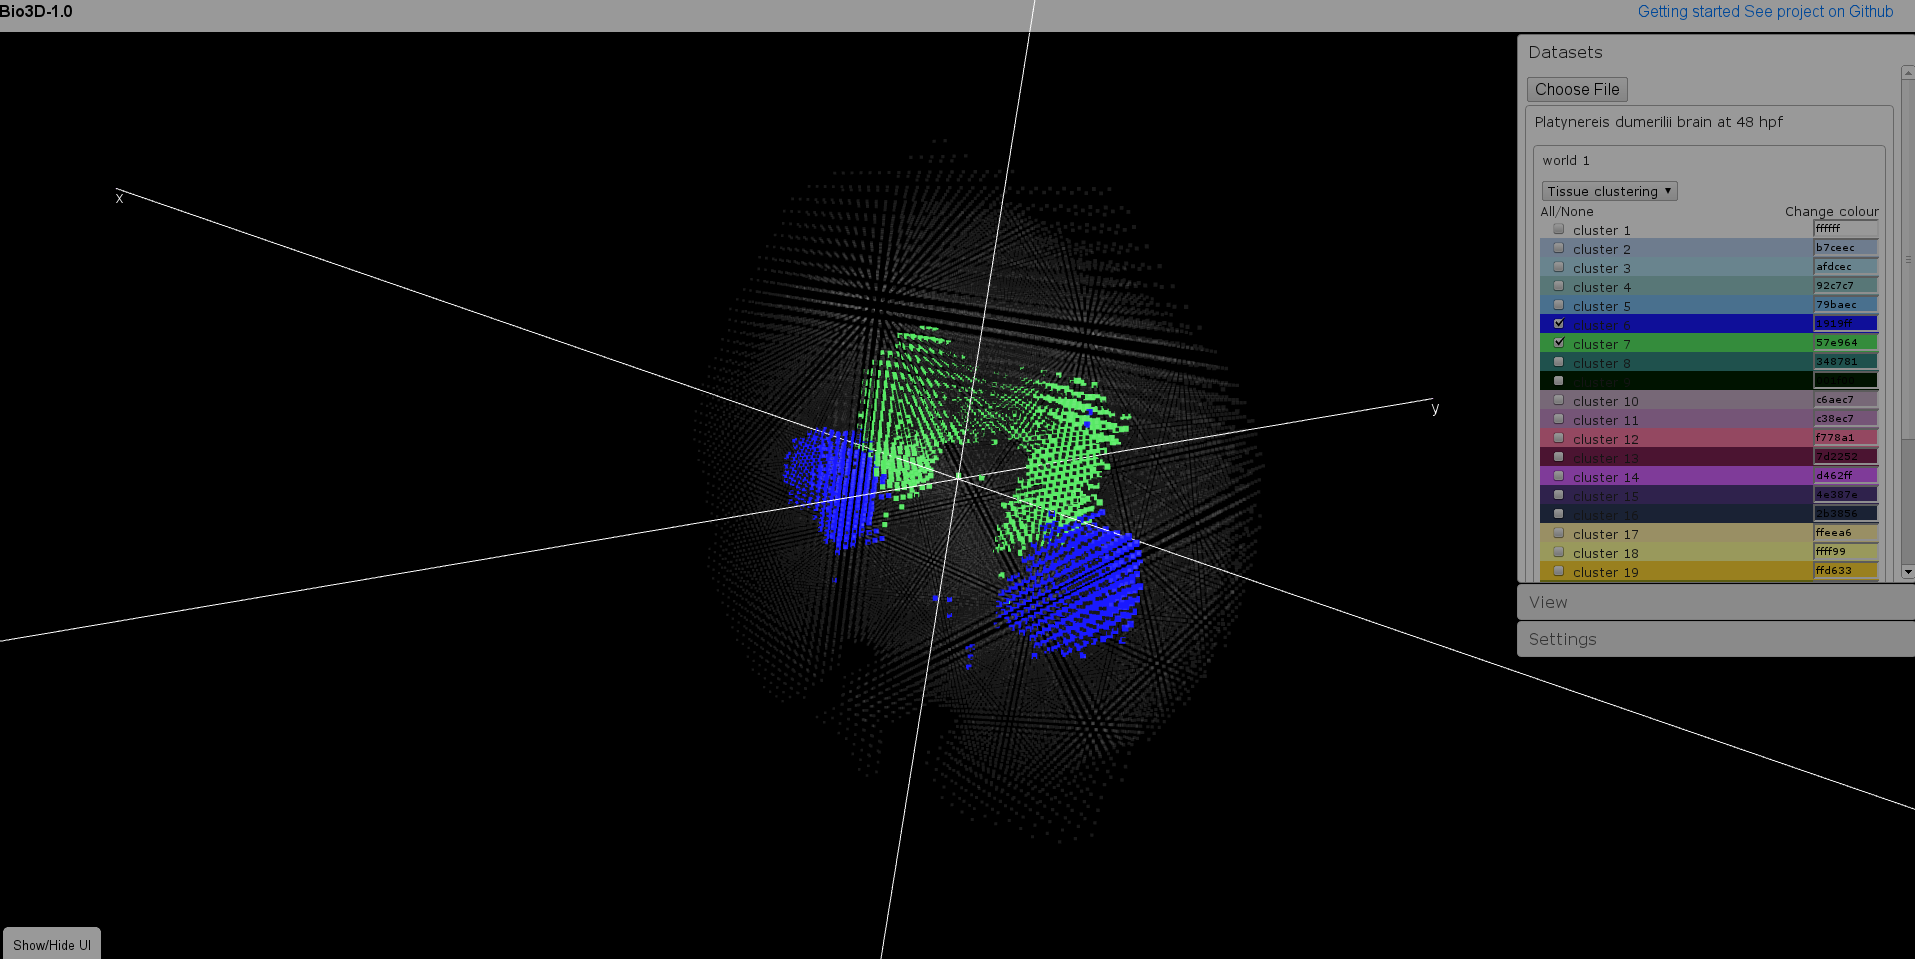 Bio3D-1.0
Getting started See project on Github
Datasets
Choose File
Platynereis dumerilii brain at 48 hpf
world 1
Tissue clustering
All/None Change colour
cluster 1 ffffff
cluster 2 b7ceec
cluster 3 afdcec
cluster 4 92c7c7
cluster 5 79baec
cluster 6 1919ff
cluster 7 57e964
cluster 8 348781
cluster 9
cluster 10 c6aec7
cluster 11 c38ec7
cluster 12 f778a1
cluster 13 7d2252
cluster 14 d462ff
cluster 15 4e387e
cluster 16 2b3856
cluster 17 ffeea6
cluster 18 ffff99
cluster 19 ffd633
View
Settings
x
y
Show/Hide UI